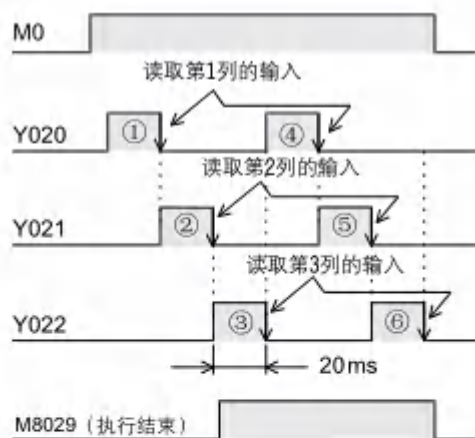 M0
读取第1列的输入
Y020
①
④
读取第2列的输入
Y021
②
⑤
读取第3列的输入
Y022
③
⑥
20ms
M8029（执行结束）